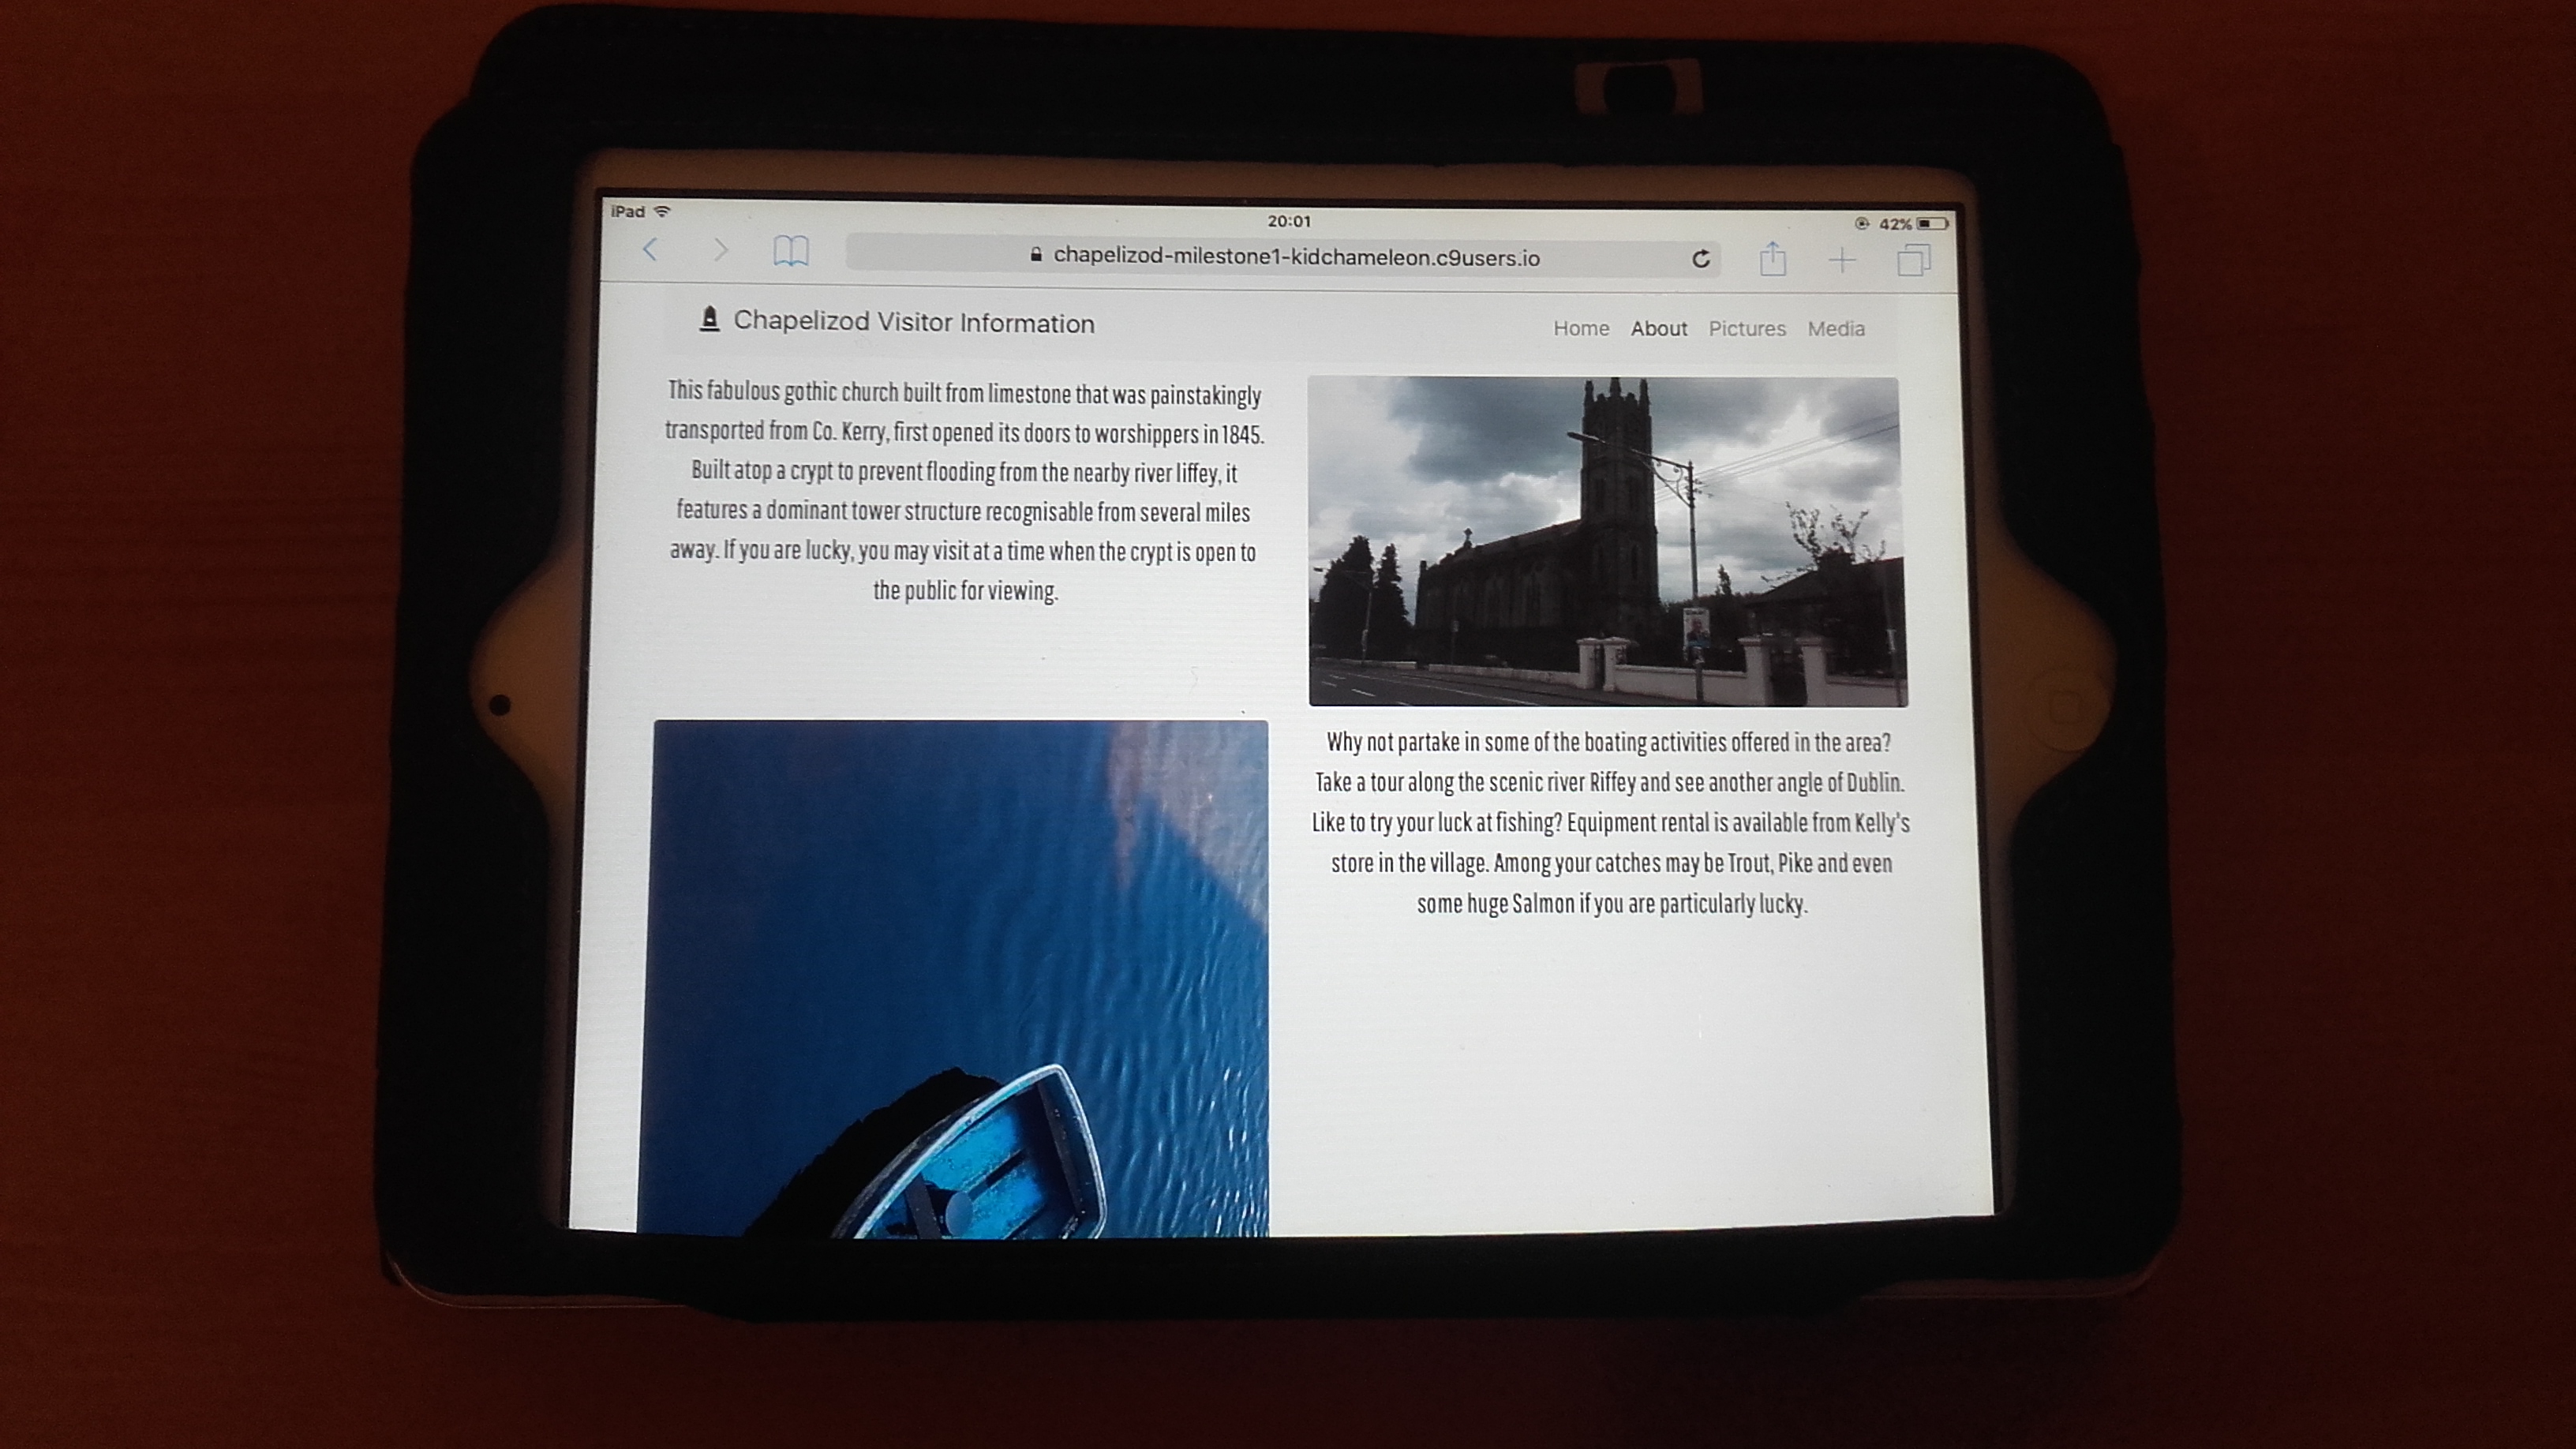 iPad
20:01
42%
chapelizod-milestone1-kidchameleon.c9users.io
Chapelizod Visitor Information
Home About Pictures Media
This fabulous gothic church built from limestone that was painstakingly
transported from Co. Kerry, first opened its doors to worshippers in 1845.
Built atop a crypt to prevent flooding from the nearby river liffey, it
features a dominant tower structure recognisable from several miles
away. If you are lucky, you may visit at a time when the crypt is open to
the public for viewing.
Why not partake in some of the boating activities offered in the area?
Take a tour along the scenic river Riffey and see another angle of Dublin.
Like to try your luck at fishing? Equipment rental is available from Kelly's
store in the village. Among your catches may be Trout, Pike and even
some huge Salmon if you are particularly lucky.